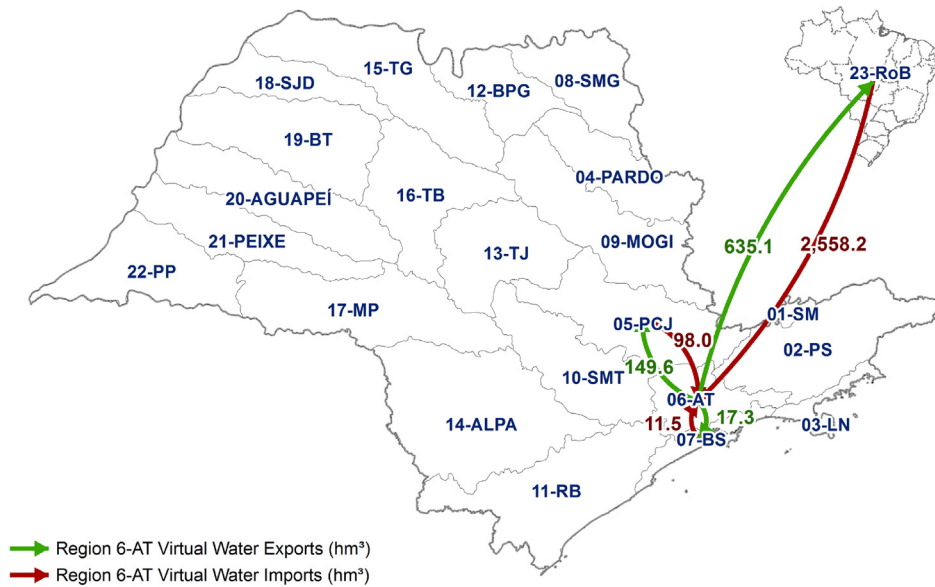 15-TG
18-SJD
12-BPG
08-SMG
23-RoB
19-BT
04-PARDO
20-AGUAPEÍ
16-TB
21-PEIXE
13-TJ
09-MOGI
635.1
2,558.2
22-PP
17-MP
01-SM
05-PCJ
98.0
02-PS
149.6
10-SMT
06-AT
14-ALPA
11.5
17.3
03-LN
07-BS
11-RB
Region 6-AT Virtual Water Exports (hm³)
Region 6-AT Virtual Water Imports (hm³)